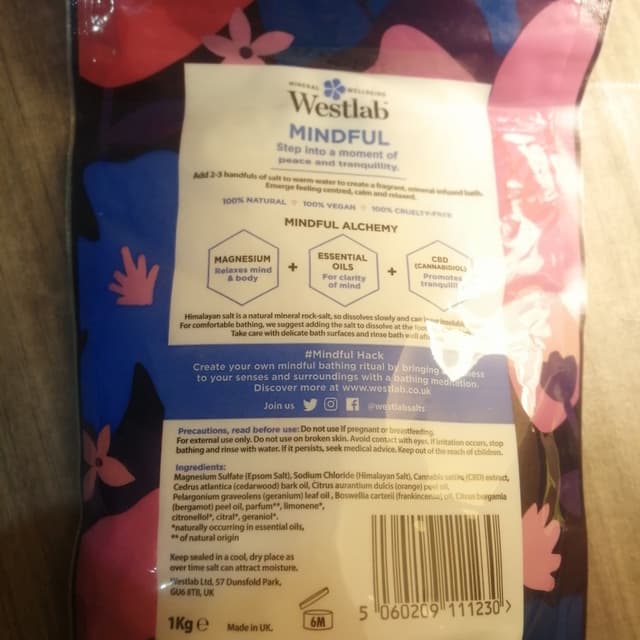 MINERAL WELLBEING
Westlab
MINDFUL
Step into a moment of
peace and tranquility.
Add 2-3 handfuls of salt to warm water to create a fragrant, mineral infused bath.
Emerge feeling centred, calm and relaxed.
100% NATURAL 100% VEGAN 100% CRUELTY-FREE
MINDFUL ALCHEMY
MAGNESIUM
Relaxes mind
& body
+
ESSENTIAL
OILS
For clarity
of mind
+
CBD
(CANNABIDIOL)
Promotes
Himalayan salt is a natural mineral rock-salt, so dissolves slowly and can
For comfortable bathing, we suggest adding the salt to dissolve at the
Take care with delicate bath surfaces and rinse bath well
#Mindful Hack
Create your own mindful bathing ritual by bringing
to your senses and surroundings with a bathing meditation.
Discover more at www.westlab.co.uk
Join us @westlabsalts
Precautions, read before use: Do not use if pregnant or breastfeeding.
For external use only. Do not use on broken skin. Avoid contact with eyes. If irritation occurs, stop
bathing and rinse with water. If it persists, seek medical advice. Keep out of the reach of children.
Ingredients:
Magnesium Sulfate (Epsom Salt), Sodium Chloride (Himalayan Salt), Cannabis sativa (CBD) extract,
Cedrus atlantica (cedarwood) bark oil, Citrus aurantium dulcis (orange) peel oil,
Pelargonium graveolens (geranium) leaf oil , Boswellia carterii (frankincense) oil, Citrus bergamia
(bergamot) peel oil, parfum**, limonene*,
citronellol*, citral*, geraniol*.
*naturally occurring in essential oils,
** of natural origin
Keep sealed in a cool, dry place as
over time salt can attract moisture.
Westlab Ltd, 57 Dunsfold Park,
GU6 8TB, UK
1Kg e Made in UK. 6M
5 060209 111230 >